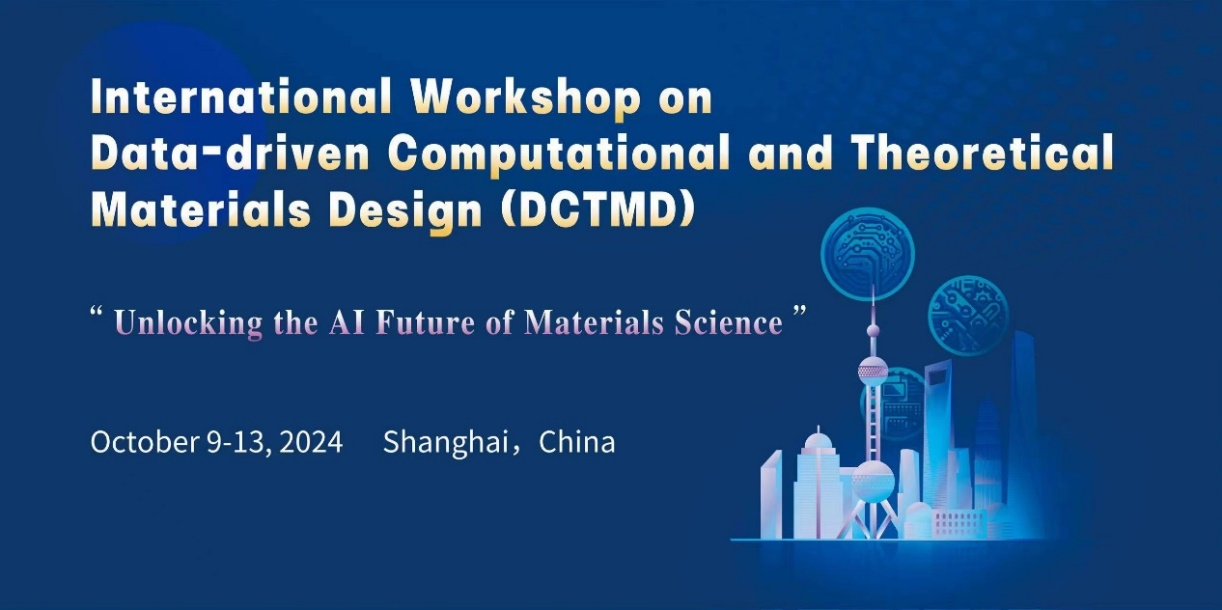 International Workshop on
Data-driven Computational and Theoretical
Materials Design (DCTMD)
“ Unlocking the AI Future of Materials Science ”
October 9-13, 2024 Shanghai，China